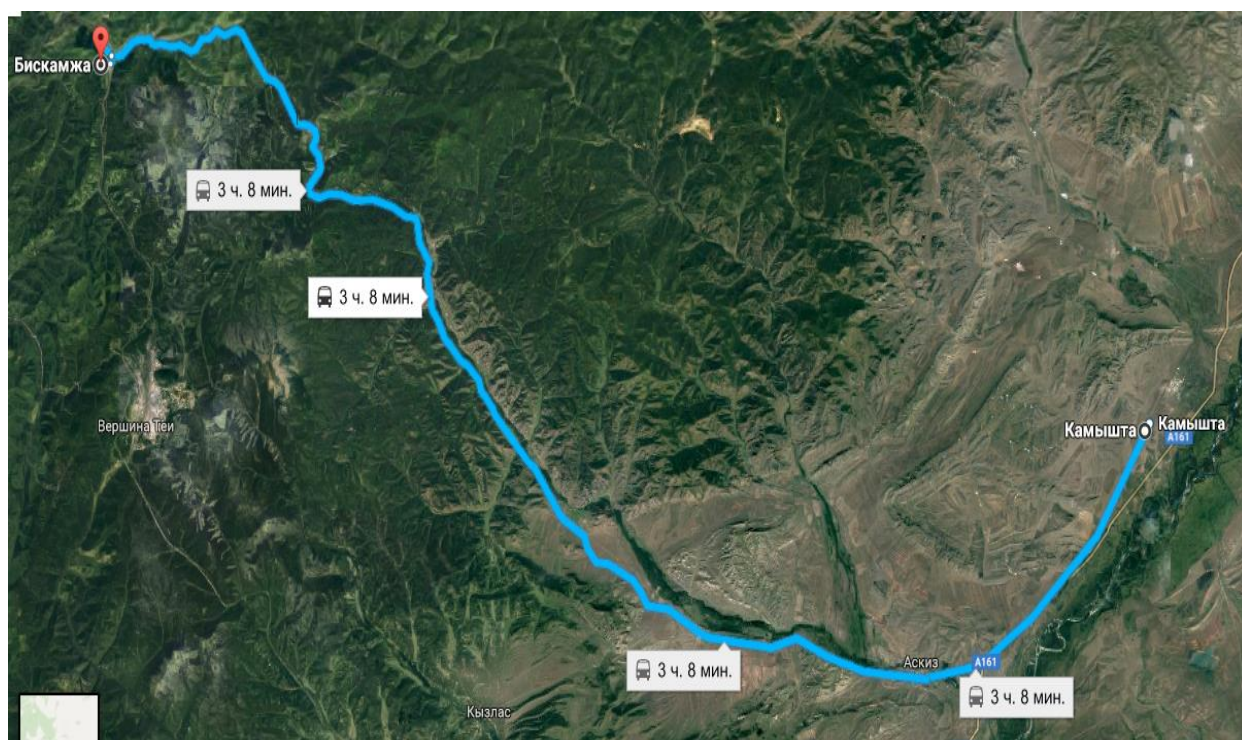 Бискамжа
3 ч. 8 мин.
3 ч. 8 мин.
Вершина Теи
Камышта
Камышта
A161
3 ч. 8 мин.
Аскиз
A161
3 ч. 8 мин.
Кызлас